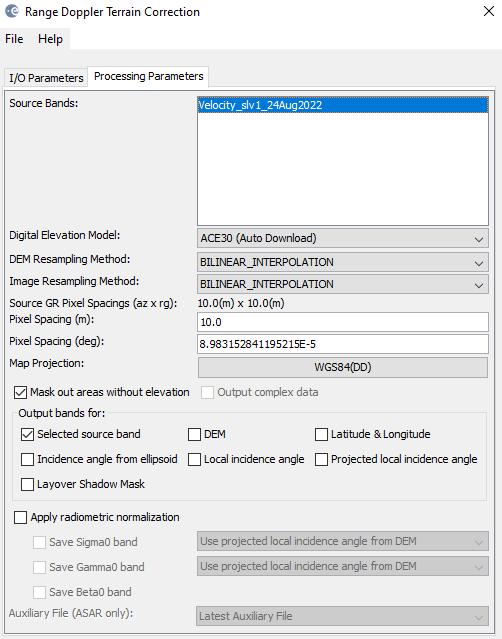 Range Doppler Terrain Correction
File Help
I/O Parameters Processing Parameters
Source Bands: Velocity_slv1_24Aug2022
Digital Elevation Model: ACE30 (Auto Download)
DEM Resampling Method: BILINEAR_INTERPOLATION
Image Resampling Method: BILINEAR_INTERPOLATION
Source GR Pixel Spacings (az x rg): 10.0(m) x 10.0(m)
Pixel Spacing (m): 10.0
Pixel Spacing (deg): 8.983152841195215E-5
Map Projection: WGS84(DD)
Mask out areas without elevation Output complex data
Output bands for:
Selected source band DEM Latitude & Longitude
Incidence angle from ellipsoid Local incidence angle Projected local incidence angle
Layover Shadow Mask
Apply radiometric normalization
Save Sigma0 band Use projected local incidence angle from DEM
Save Gamma0 band Use projected local incidence angle from DEM
Save Beta0 band
Auxiliary File (ASAR only): Latest Auxiliary File